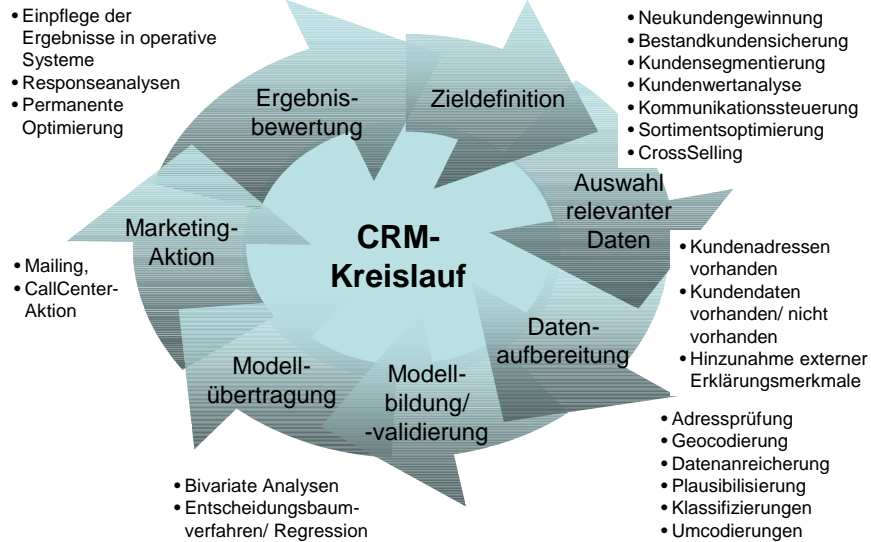 • Einpflege der
Ergebnisse in operative
Systeme
• Responseanalysen
• Permanente
Optimierung
Ergebnis-
bewertung
Zieldefinition
• Neukundengewinnung
• Bestandkundensicherung
• Kundensegmentierung
• Kundenwertanalyse
• Kommunikationssteuerung
• Sortimentsoptimierung
• CrossSelling
Auswahl
relevanter
Daten
• Kundenadressen
vorhanden
• Kundendaten
vorhanden/ nicht
vorhanden
• Hinzunahme externer
Erklärungsmerkmale
Daten-
aufbereitung
• Adressprüfung
• Geocodierung
• Datenanreicherung
• Plausibilisierung
• Klassifizierungen
• Umcodierungen
Modell-
bildung/
-validierung
• Bivariate Analysen
• Entscheidungsbaum-
verfahren/ Regression
Modell-
übertragung
Marketing-
Aktion
• Mailing,
• CallCenter-
Aktion
CRM-
Kreislauf